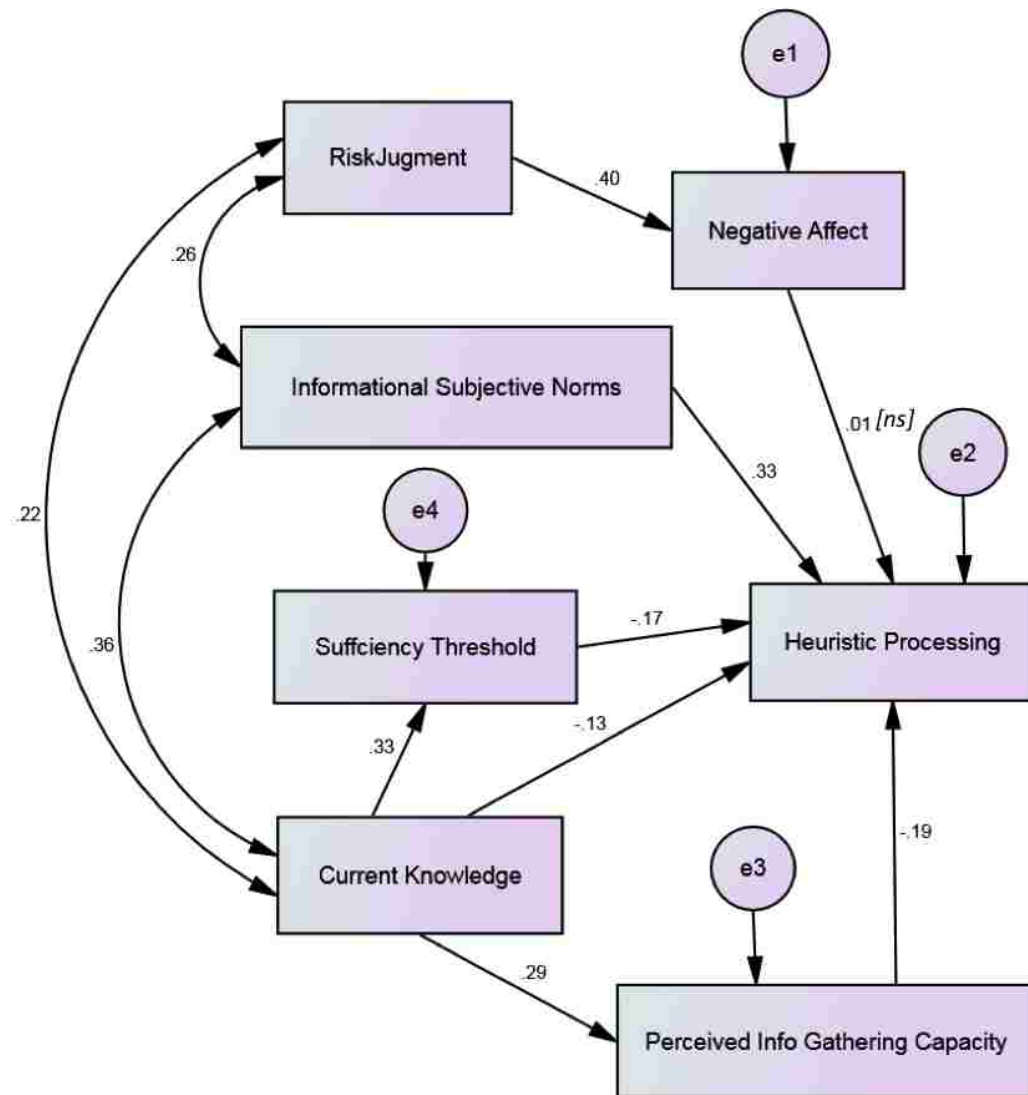 e1
RiskJugment
.40
Negative Affect
.26
Informational Subjective Norms
.01 [ns]
e2
.33
e4
.22
Suffciency Threshold
-.17
Heuristic Processing
.36
-.13
.33
-.19
Current Knowledge
e3
.29
Perceived Info Gathering Capacity